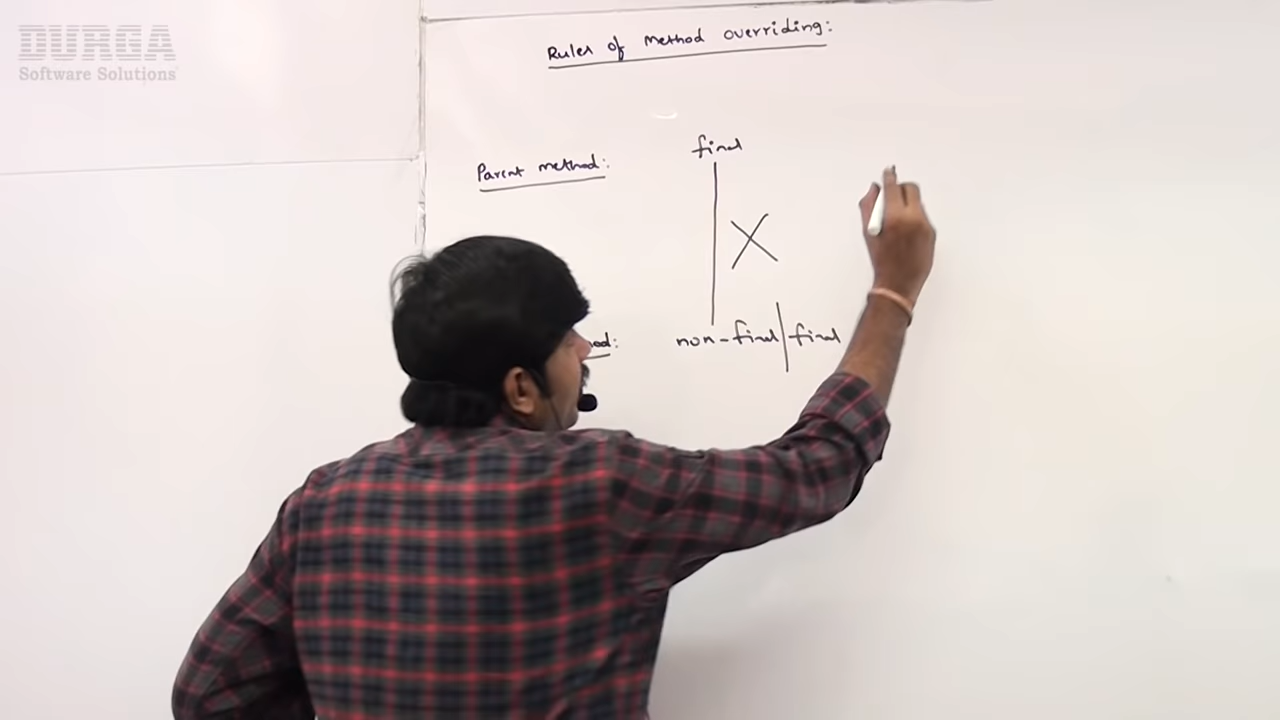 DURGA
Software Solutions
Rules of method overriding:
Parent method:
final
X
non-final | final